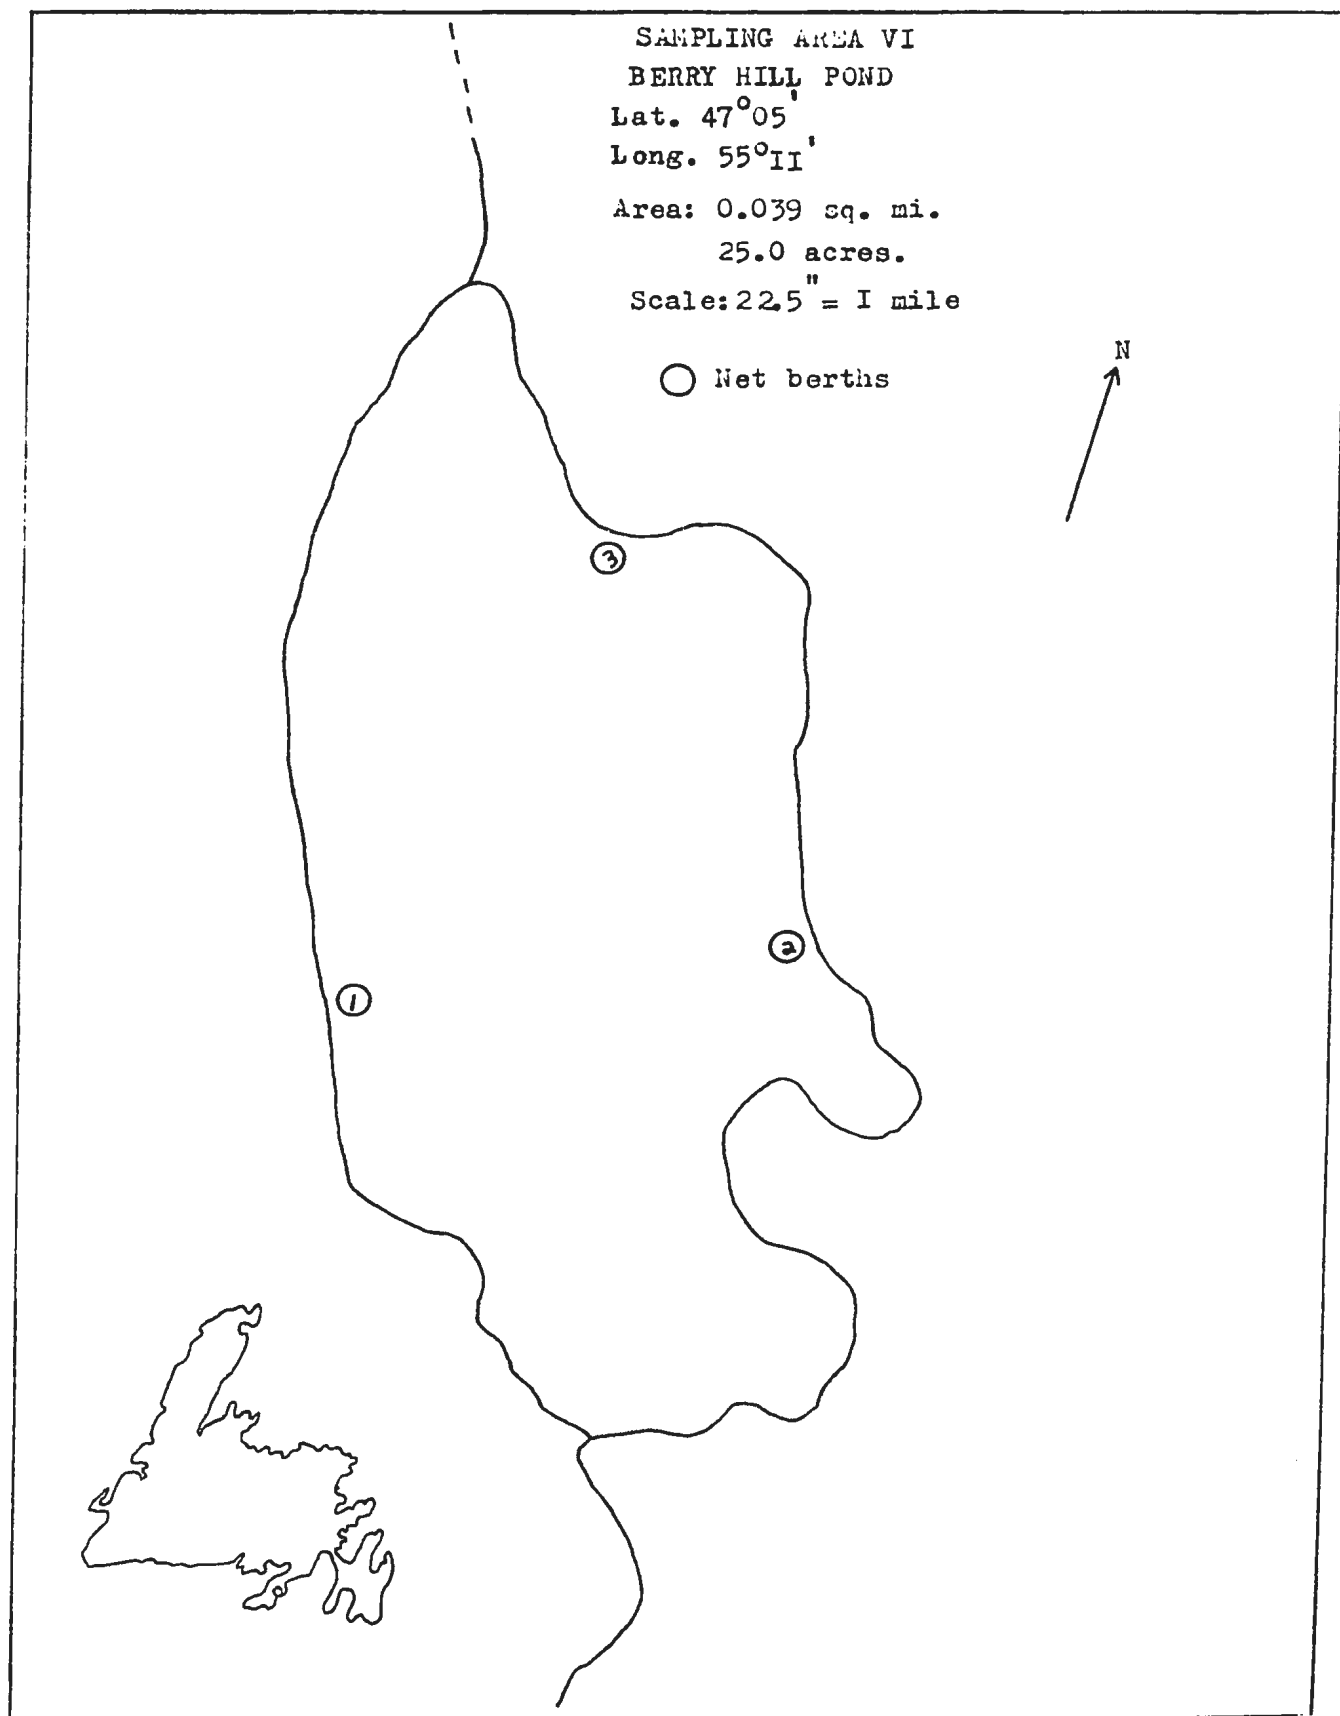 SAMPLING AREA VI
BERRY HILL POND
Lat. 47°05'
Long. 55°II'
Area: 0.039 sq. mi.
25.0 acres.
Scale: 22.5" = I mile
Net berths
N
3
2
1